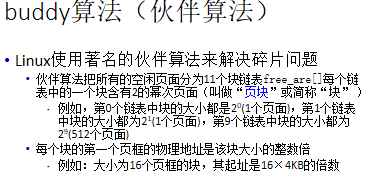 buddy算法（伙伴算法）
• Linux使用著名的伙伴算法来解决碎片问题
• 伙伴算法把所有的空闲页面分为11个块链表free_are[]每个链
表中的一个块含有2的幂次页面(叫做“页块”或简称“块”)
• 例如，第0个链表中块的大小都是2⁰(1个页面)，第1个链表
中块的大小都为2¹(1个页面)，第9个链表中块的大小都为
2⁹(512个页面)
• 每个块的第一个页框的物理地址是该块大小的整数倍
• 例如：大小为16个页框的块，其起址是16×4KB的倍数